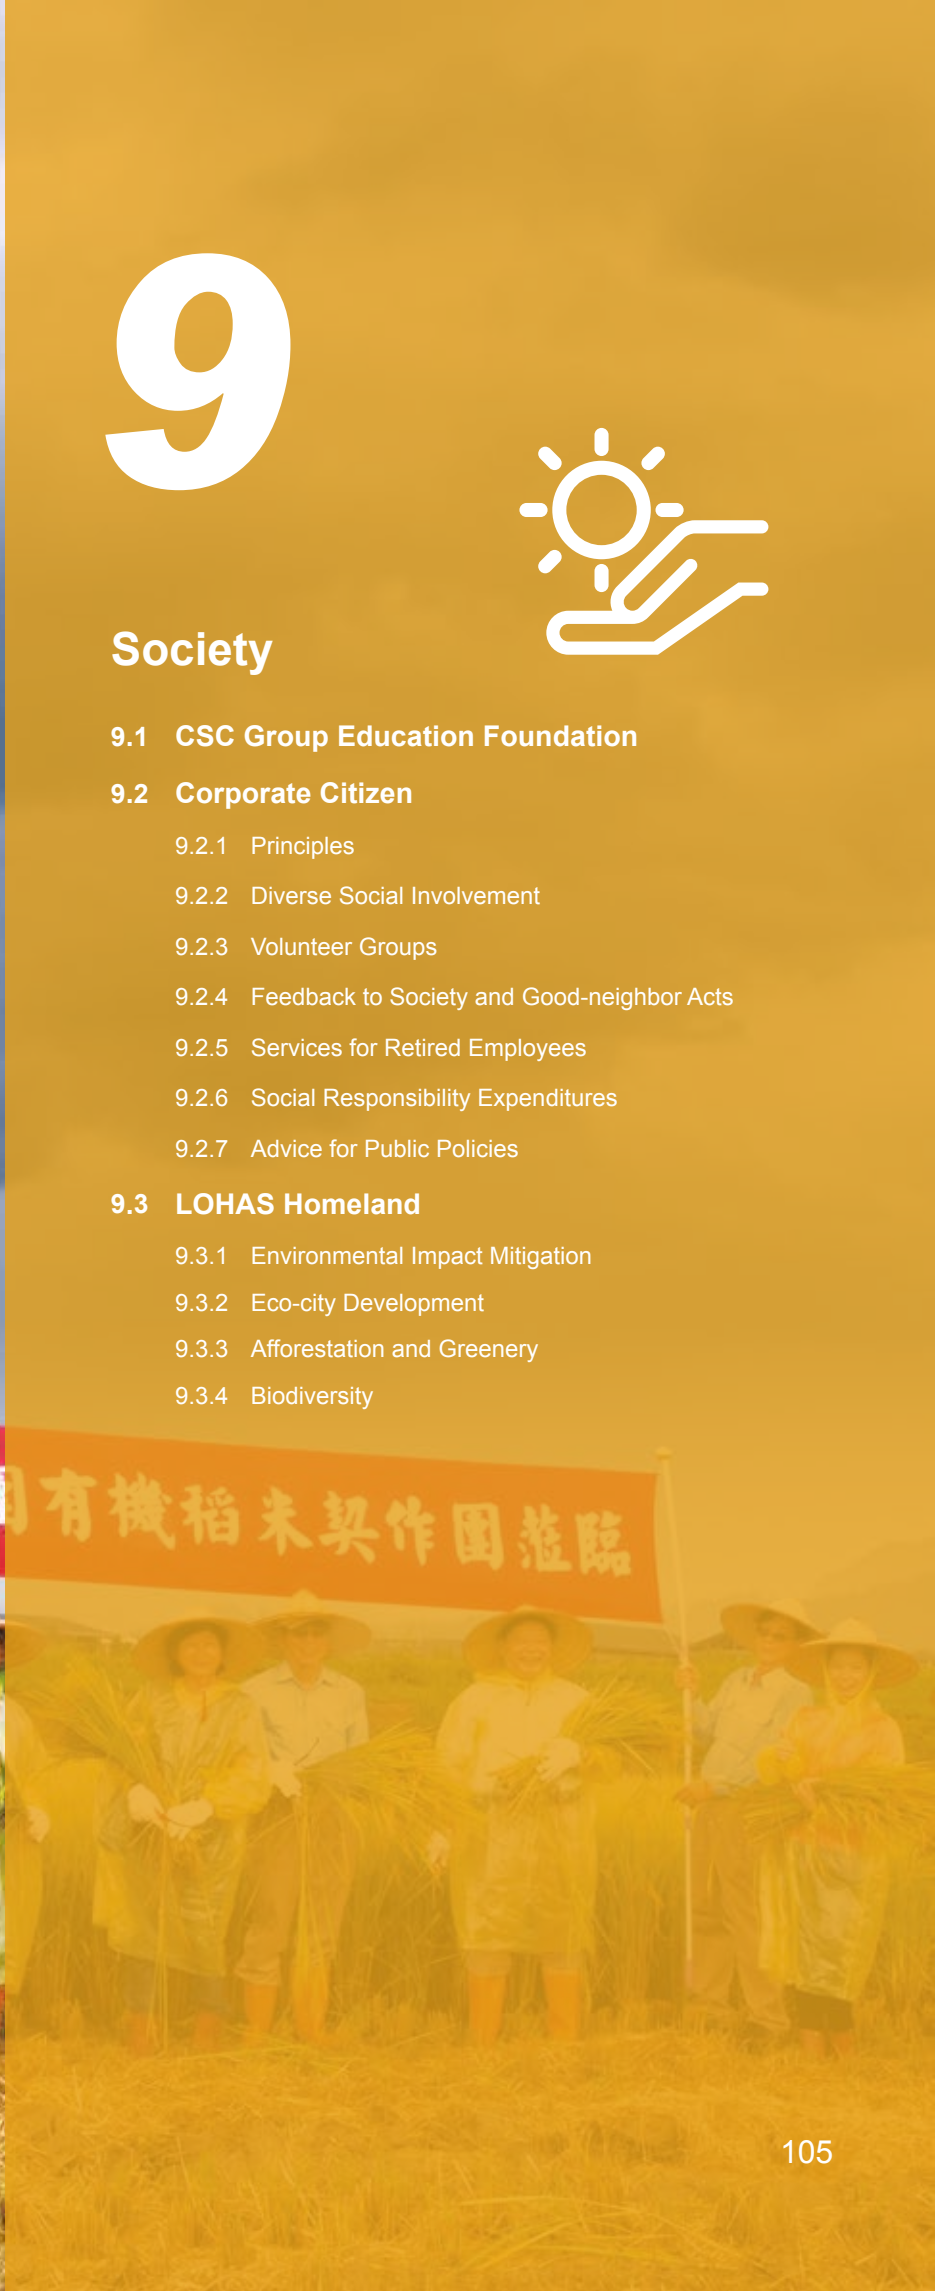 9
Society
9.1 CSC Group Education Foundation
9.2 Corporate Citizen
9.2.1 Principles
9.2.2 Diverse Social Involvement
9.2.3 Volunteer Groups
9.2.4 Feedback to Society and Good-neighbor Acts
9.2.5 Services for Retired Employees
9.2.6 Social Responsibility Expenditures
9.2.7 Advice for Public Policies
9.3 LOHAS Homeland
9.3.1 Environmental Impact Mitigation
9.3.2 Eco-city Development
9.3.3 Afforestation and Greenery
9.3.4 Biodiversity
有機稻米契作團蒞臨
105